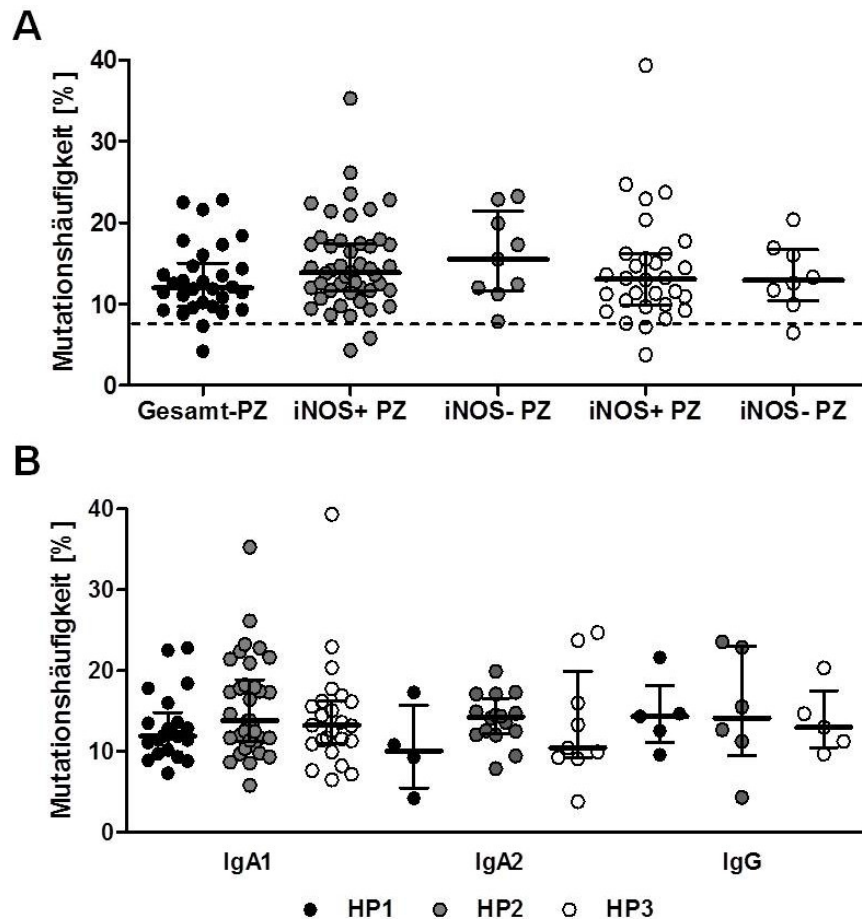 A
Mutationshäufigkeit [%]
40
30
20
10
0
Gesamt-PZ iNOS+ PZ iNOS- PZ iNOS+ PZ iNOS- PZ
B
Mutationshäufigkeit [%]
40
30
20
10
0
IgA1 IgA2 IgG
HP1 HP2 HP3